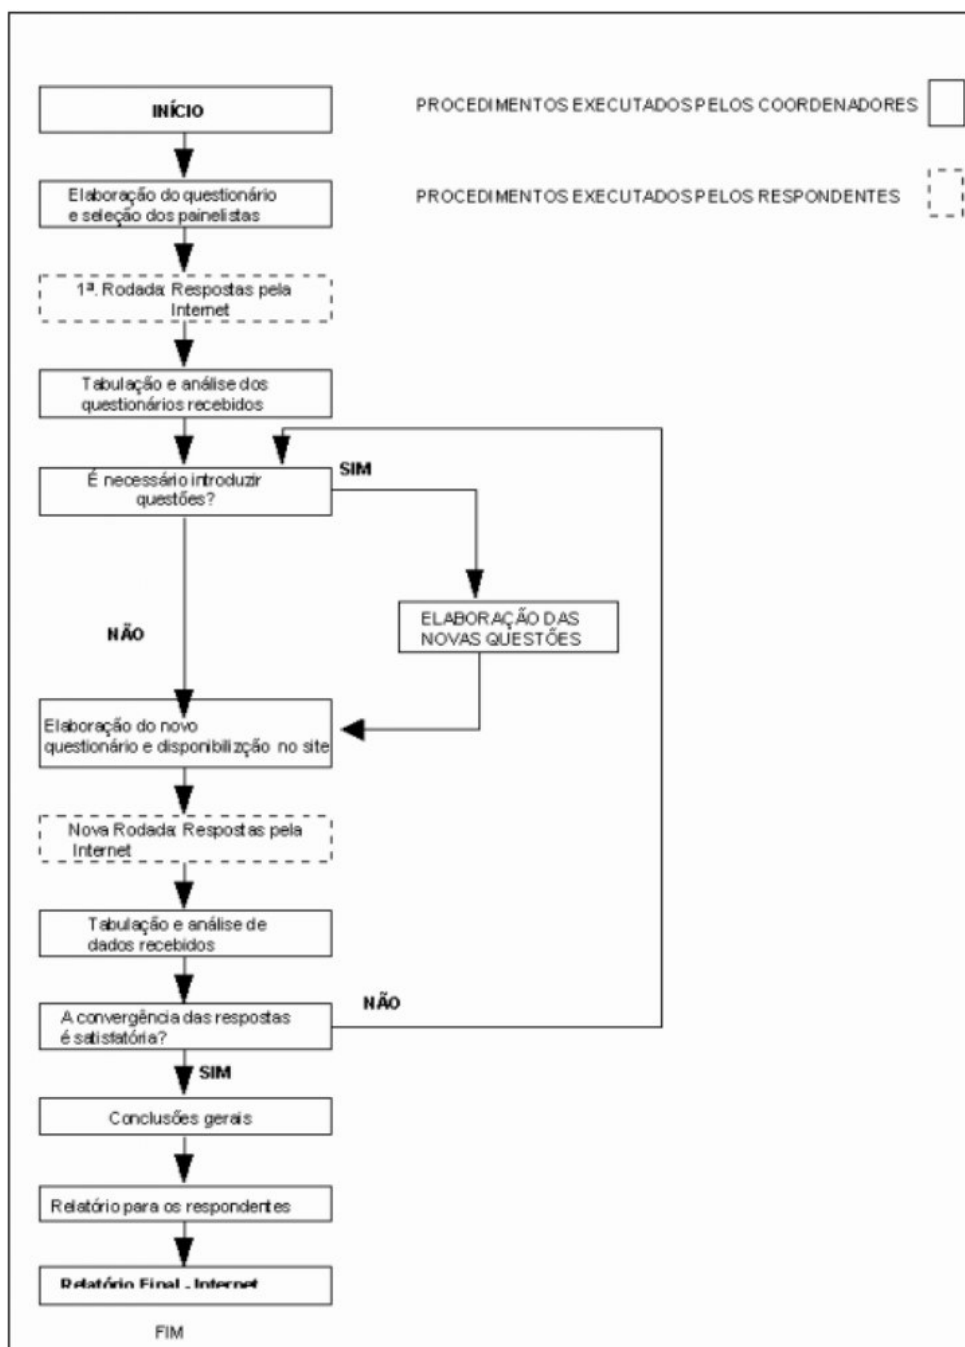 INÍCIO
PROCEDIMENTOS EXECUTADOS PELOS COORDENADORES
Elaboração do questionário
e seleção dos painelistas
PROCEDIMENTOS EXECUTADOS PELOS RESPONDENTES
1ª. Rodada: Respostas pela
Internet
Tabulação e análise dos
questionários recebidos
É necessário introduzir
questões?
SIM
ELABORAÇÃO DAS
NOVAS QUESTÕES
NÃO
Elaboração do novo
questionário e disponibilizção no site
Nova Rodada: Respostas pela
Internet
Tabulação e análise de
dados recebidos
A convergência das respostas
é satisfatória?
NÃO
SIM
Conclusões gerais
Relatório para os respondentes
Relatório Final - Internet
FIM